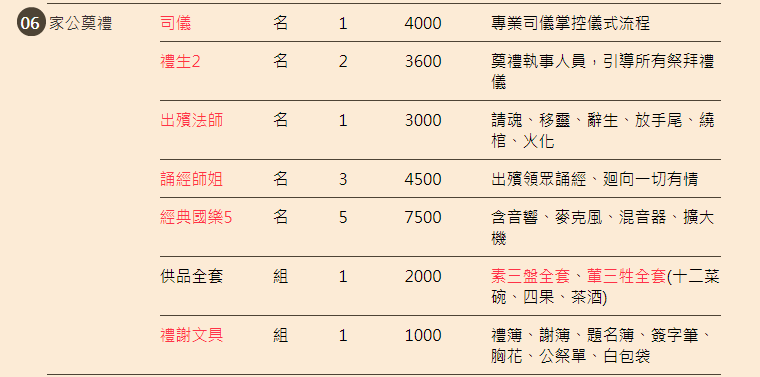 06 家公奠禮 司儀 名 1 4000 專業司儀掌控儀式流程
禮生2 名 2 3600 奠禮執事人員，引導所有祭拜禮
儀
出殯法師 名 1 3000 請魂、移靈、辭生、放手尾、繞
棺、火化
誦經師姐 名 3 4500 出殯領眾誦經、迴向一切有情
經典國樂5 名 5 7500 含音響、麥克風、混音器、擴大
機
供品全套 組 1 2000 素三盤全套、葷三牲全套(十二菜
碗、四果、茶酒)
禮謝文具 組 1 1000 禮簿、謝簿、題名簿、簽字筆、
胸花、公祭單、白包袋